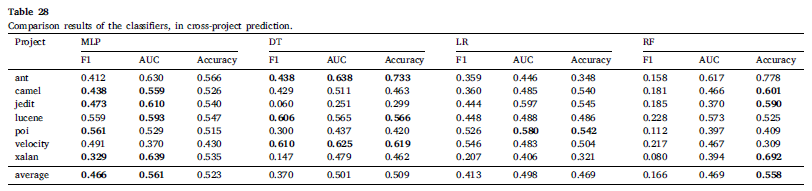 Table 28
Comparison results of the classifiers, in cross-project prediction.
Project MLP DT LR RF
F1 AUC Accuracy F1 AUC Accuracy F1 AUC Accuracy F1 AUC Accuracy
ant 0.412 0.630 0.566 0.438 0.638 0.733 0.359 0.446 0.348 0.158 0.617 0.778
camel 0.438 0.559 0.526 0.429 0.511 0.463 0.360 0.485 0.540 0.181 0.466 0.601
jedit 0.473 0.610 0.540 0.060 0.251 0.299 0.444 0.597 0.545 0.185 0.370 0.590
lucene 0.559 0.593 0.547 0.606 0.565 0.566 0.448 0.488 0.486 0.228 0.573 0.525
poi 0.561 0.529 0.515 0.300 0.437 0.420 0.526 0.580 0.542 0.112 0.397 0.409
velocity 0.491 0.370 0.430 0.610 0.625 0.619 0.546 0.483 0.504 0.217 0.467 0.309
xalan 0.329 0.639 0.535 0.147 0.479 0.462 0.207 0.406 0.321 0.080 0.394 0.692
average 0.466 0.561 0.523 0.370 0.501 0.509 0.413 0.498 0.469 0.166 0.469 0.558